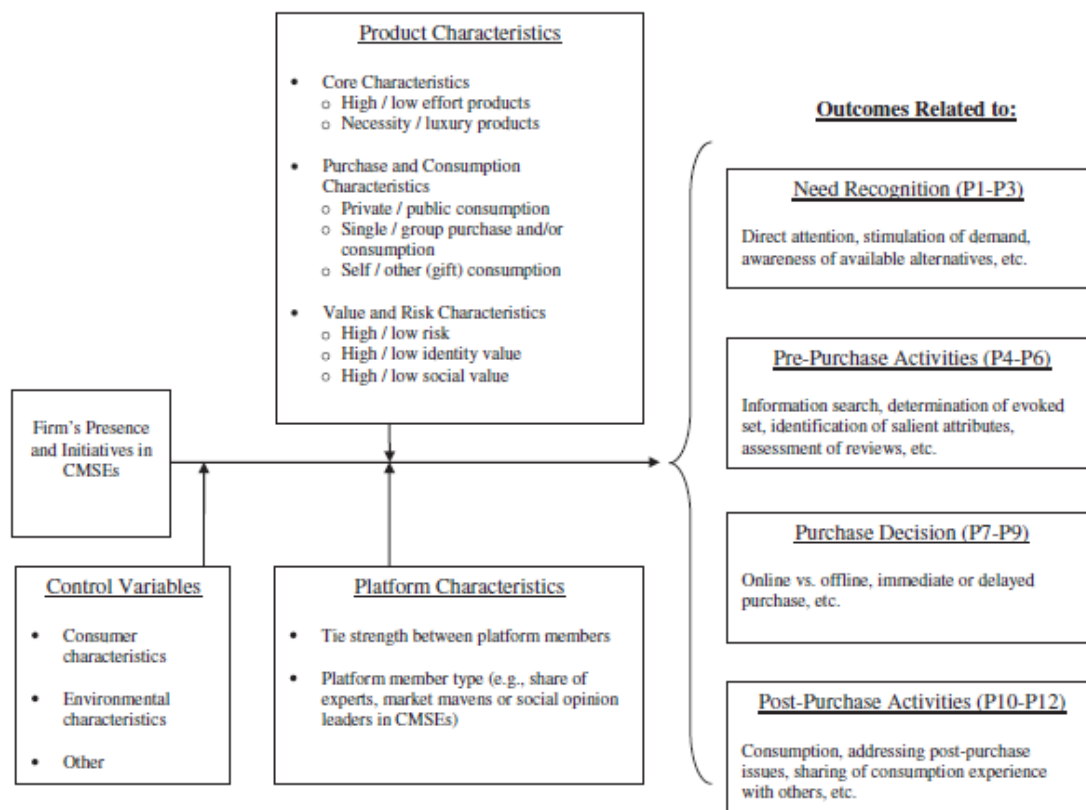 Product Characteristics
• Core Characteristics
o High / low effort products
o Necessity / luxury products
• Purchase and Consumption
Characteristics
o Private / public consumption
o Single / group purchase and/or
consumption
o Self / other (gift) consumption
• Value and Risk Characteristics
o High / low risk
o High / low identity value
o High / low social value
Firm's Presence
and Initiatives in
CMSEs
Control Variables
• Consumer
characteristics
• Environmental
characteristics
• Other
Platform Characteristics
• Tie strength between platform members
• Platform member type (e.g., share of
experts, market mavens or social opinion
leaders in CMSEs)
Outcomes Related to:
Need Recognition (P1-P3)
Direct attention, stimulation of demand,
awareness of available alternatives, etc.
Pre-Purchase Activities (P4-P6)
Information search, determination of evoked
set, identification of salient attributes,
assessment of reviews, etc.
Purchase Decision (P7-P9)
Online vs. offline, immediate or delayed
purchase, etc.
Post-Purchase Activities (P10-P12)
Consumption, addressing post-purchase
issues, sharing of consumption experience
with others, etc.